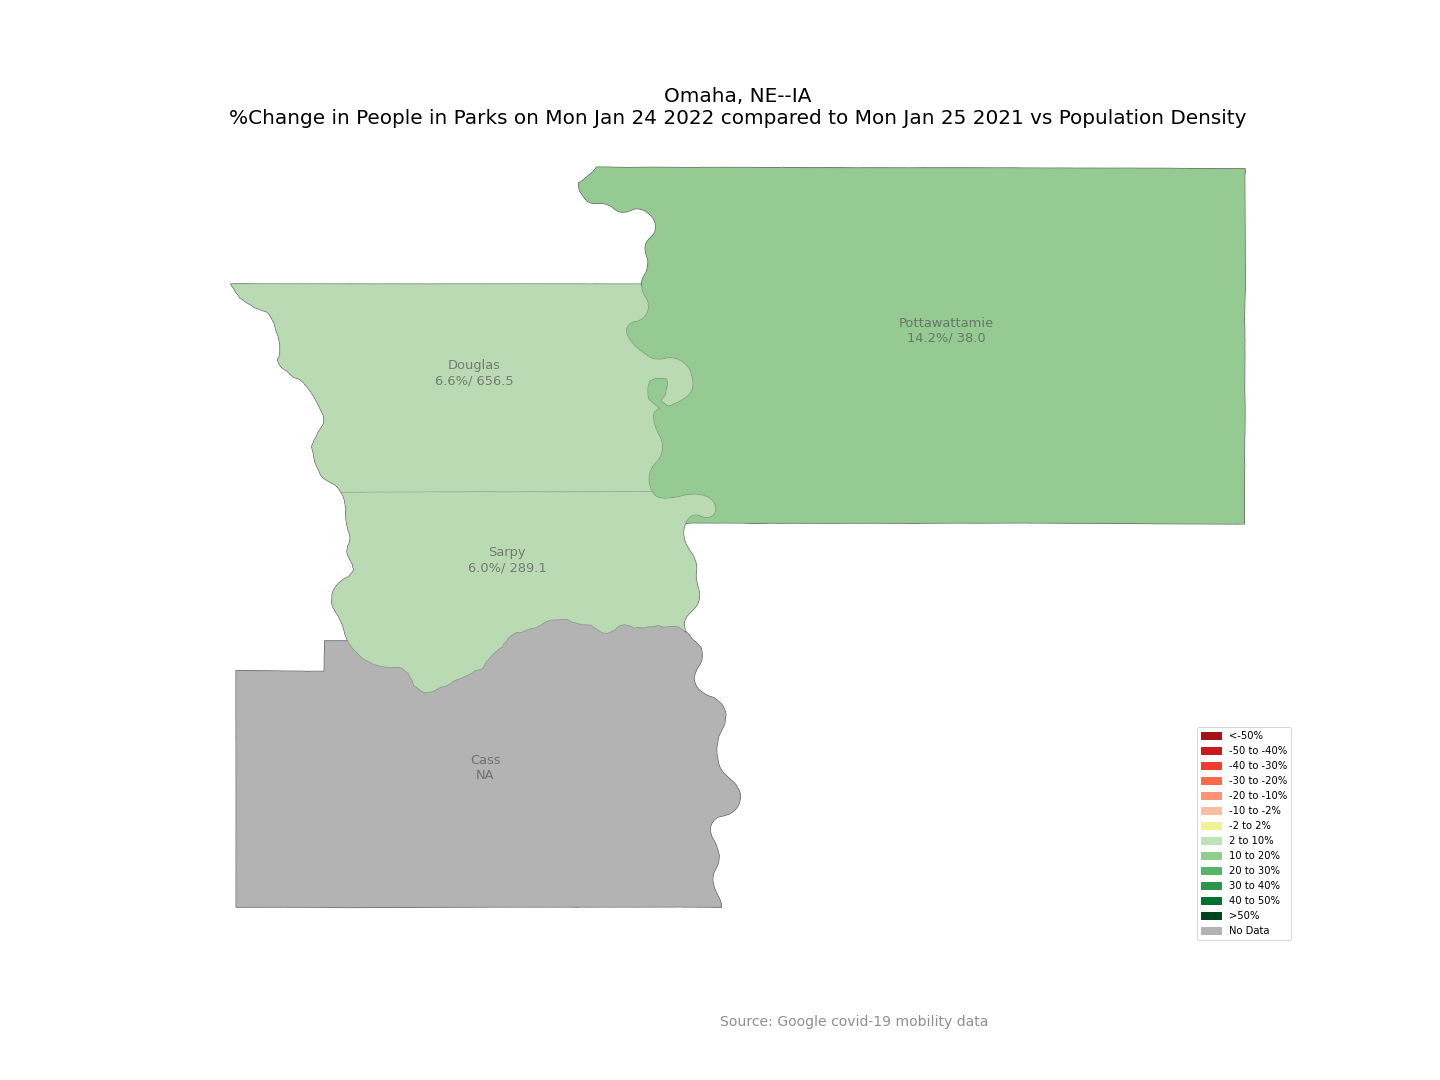 Omaha, NE--IA
%Change in People in Parks on Mon Jan 24 2022 compared to Mon Jan 25 2021 vs Population Density
Pottawattamie
14.2%/ 38.0
Douglas
6.6%/ 656.5
Sarpy
6.0%/ 289.1
Cass
NA
<-50%
-50 to -40%
-40 to -30%
-30 to -20%
-20 to -10%
-10 to -2%
-2 to 2%
2 to 10%
10 to 20%
20 to 30%
30 to 40%
40 to 50%
>50%
No Data
Source: Google covid-19 mobility data